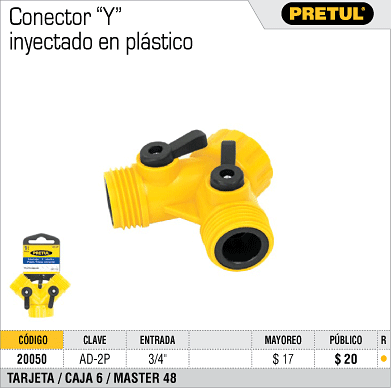 Conector “Y”
inyectado en plástico
PRETUL®
PRETUL
CÓDIGO CLAVE ENTRADA MAYOREO PÚBLICO R
20050 AD-2P 3/4" $ 17 $ 20
TARJETA / CAJA 6 / MASTER 48